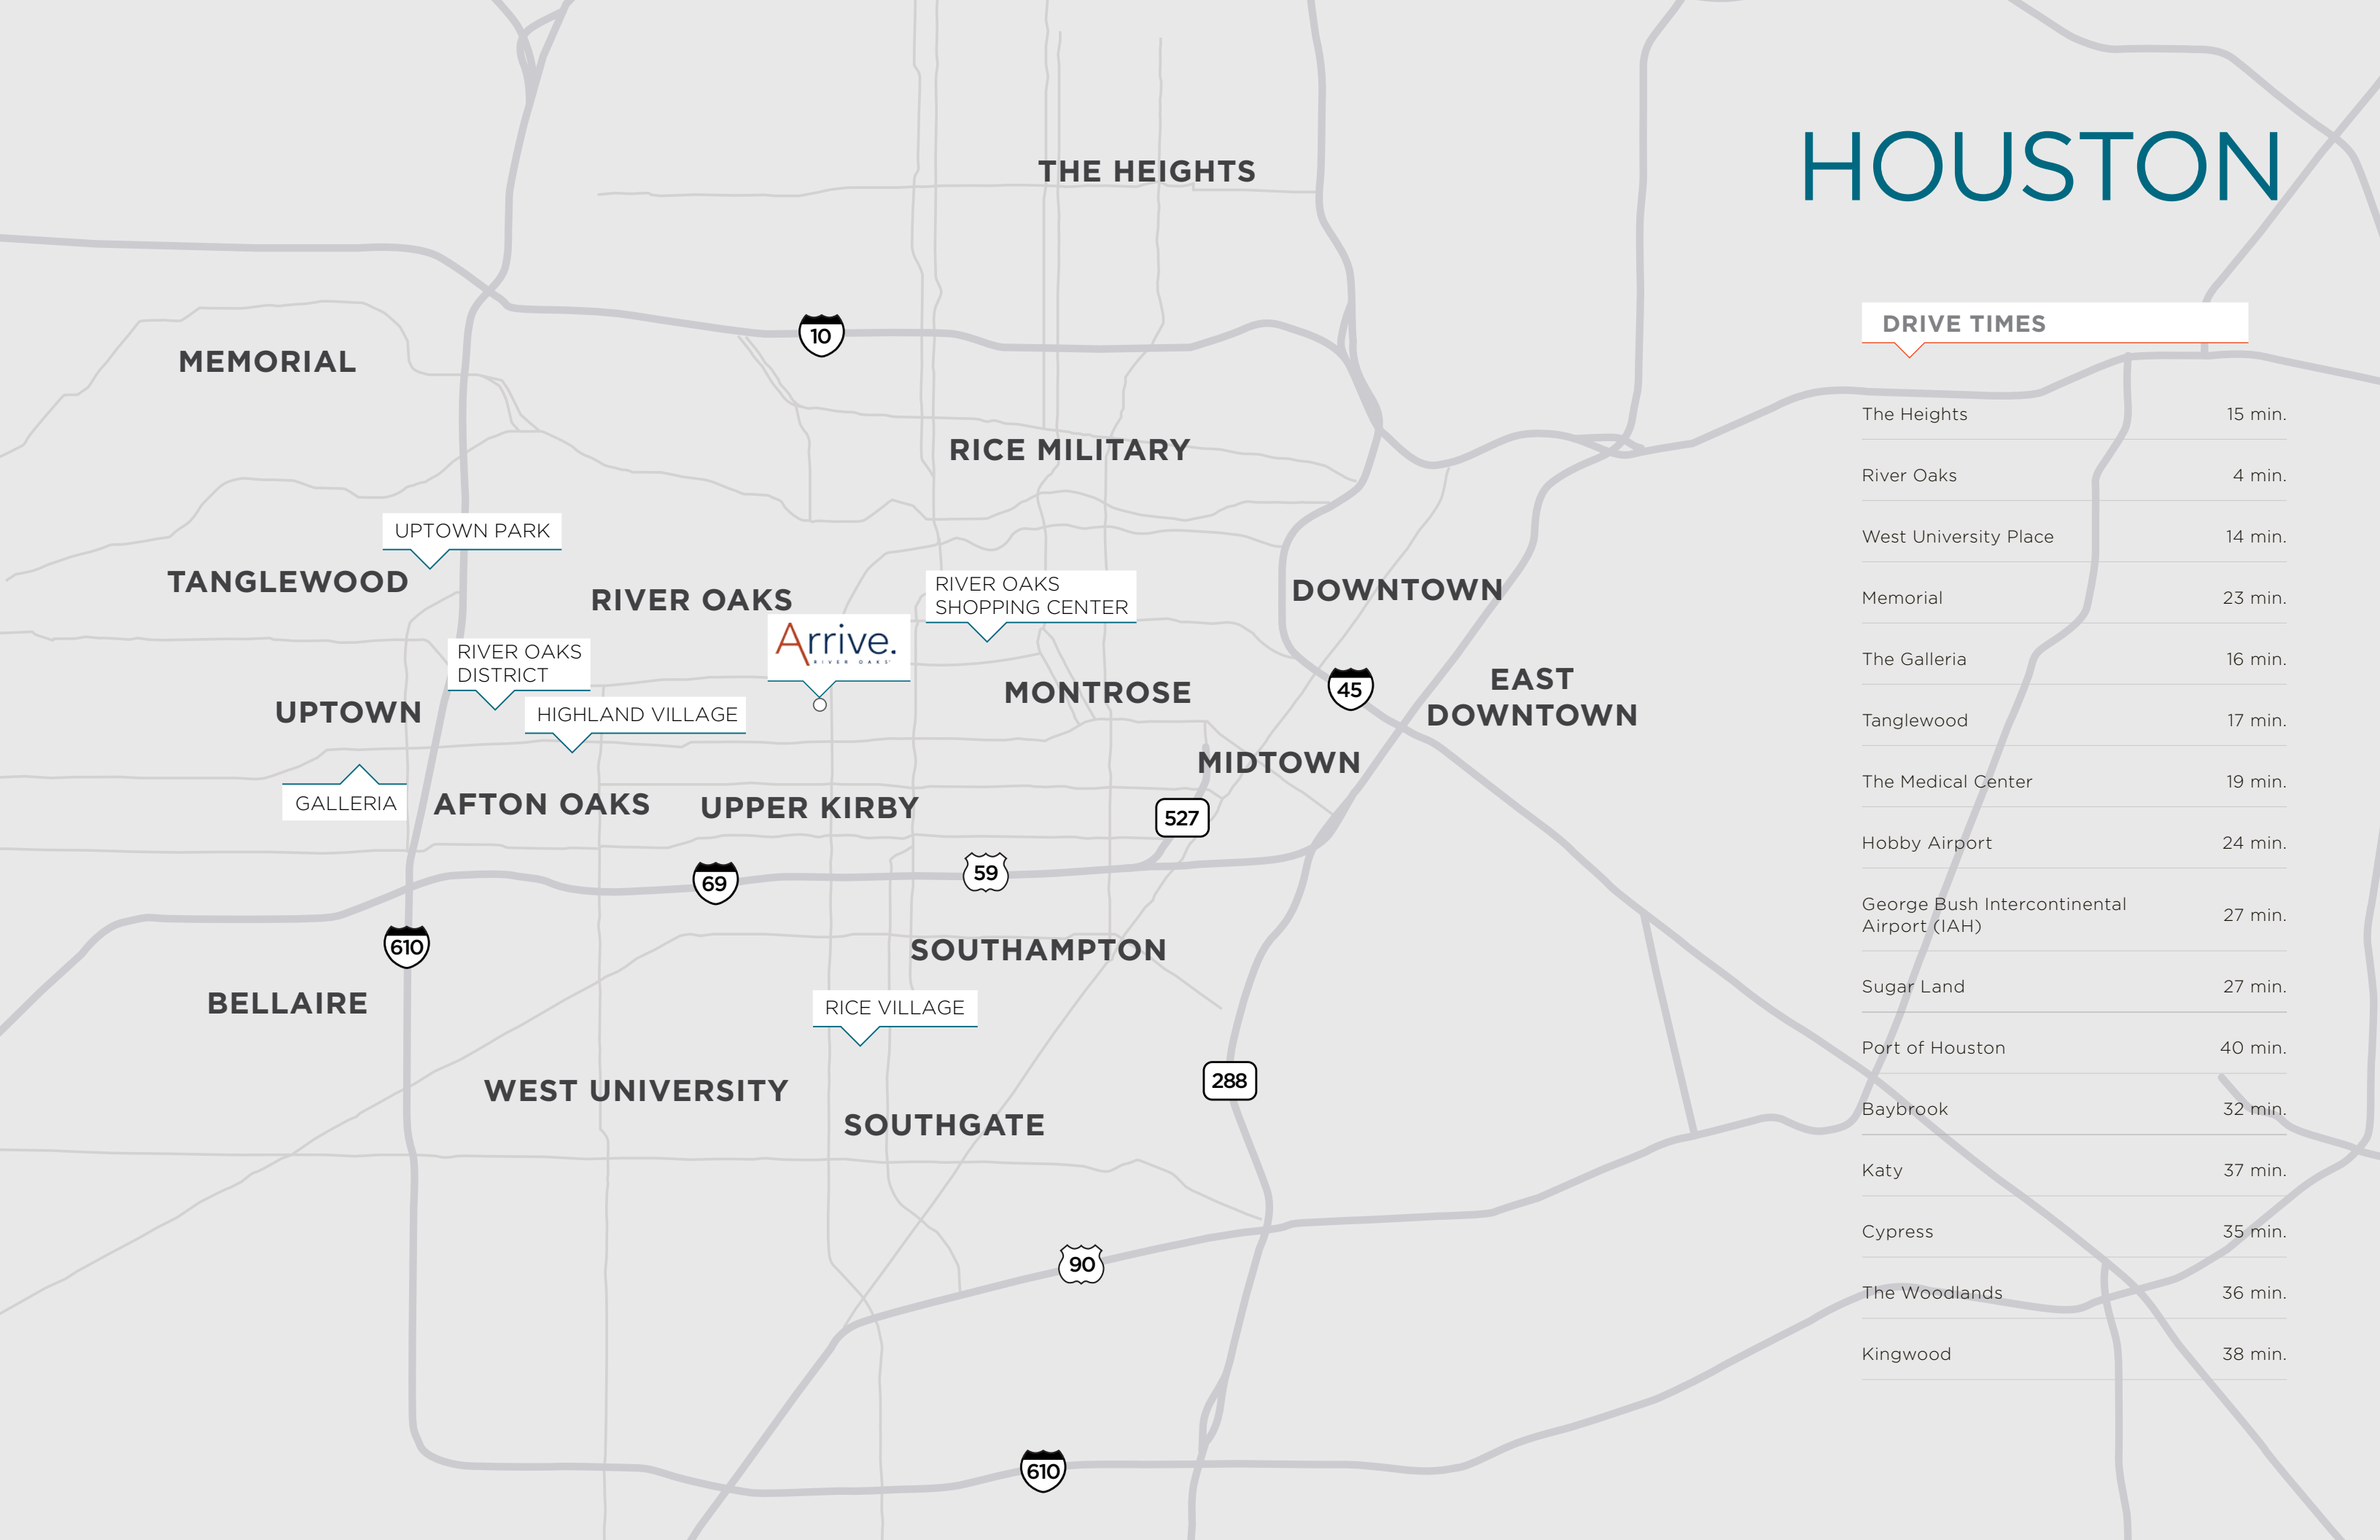 HOUSTON
THE HEIGHTS
10
MEMORIAL
RICE MILITARY
UPTOWN PARK
TANGLEWOOD
RIVER OAKS
RIVER OAKS
SHOPPING CENTER
DOWNTOWN
Arrive.
RIVER OAKS
RIVER OAKS
DISTRICT
UPTOWN
HIGHLAND VILLAGE
MONTROSE
45
EAST
DOWNTOWN
MIDTOWN
GALLERIA
AFTON OAKS
UPPER KIRBY
527
69
59
610
SOUTHAMPTON
BELLAIRE
RICE VILLAGE
WEST UNIVERSITY
288
SOUTHGATE
90
610
DRIVE TIMES
The Heights 15 min.
River Oaks 4 min.
West University Place 14 min.
Memorial 23 min.
The Galleria 16 min.
Tanglewood 17 min.
The Medical Center 19 min.
Hobby Airport 24 min.
George Bush Intercontinental
Airport (IAH) 27 min.
Sugar Land 27 min.
Port of Houston 40 min.
Baybrook 32 min.
Katy 37 min.
Cypress 35 min.
The Woodlands 36 min.
Kingwood 38 min.